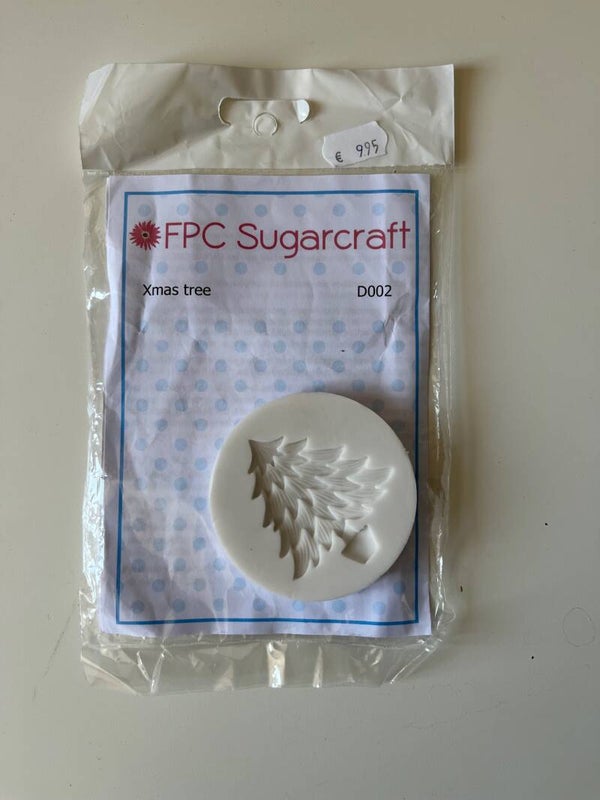 € 9.95
FPC Sugarcraft
Xmas tree
D002